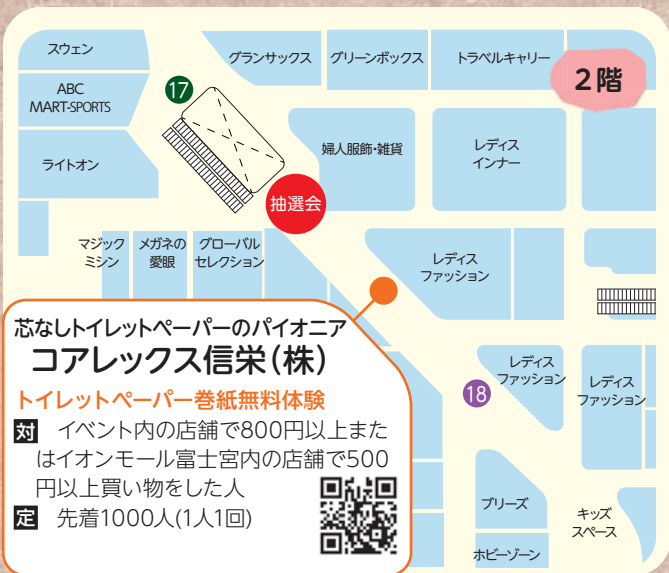 スウェン
グランサックス
グリーンボックス
トラベルキャリー
2階
ABC
MART-SPORTS
17
ライトオン
婦人服飾・雑貨
レディス
インナー
抽選会
マジック
ミシン
メガネの
愛眼
グローバル
セレクション
レディス
ファッション
芯なしトイレットペーパーのパイオニア
コアレックス信栄(株)
トイレットペーパー巻紙無料体験
対 イベント内の店舗で800円以上また
はイオンモール富士宮内の店舗で500
円以上買い物をした人
定 先着1000人(1人1回)
18
レディス
ファッション
レディス
ファッション
ブリーズ
キッズ
スペース
ホビーゾーン